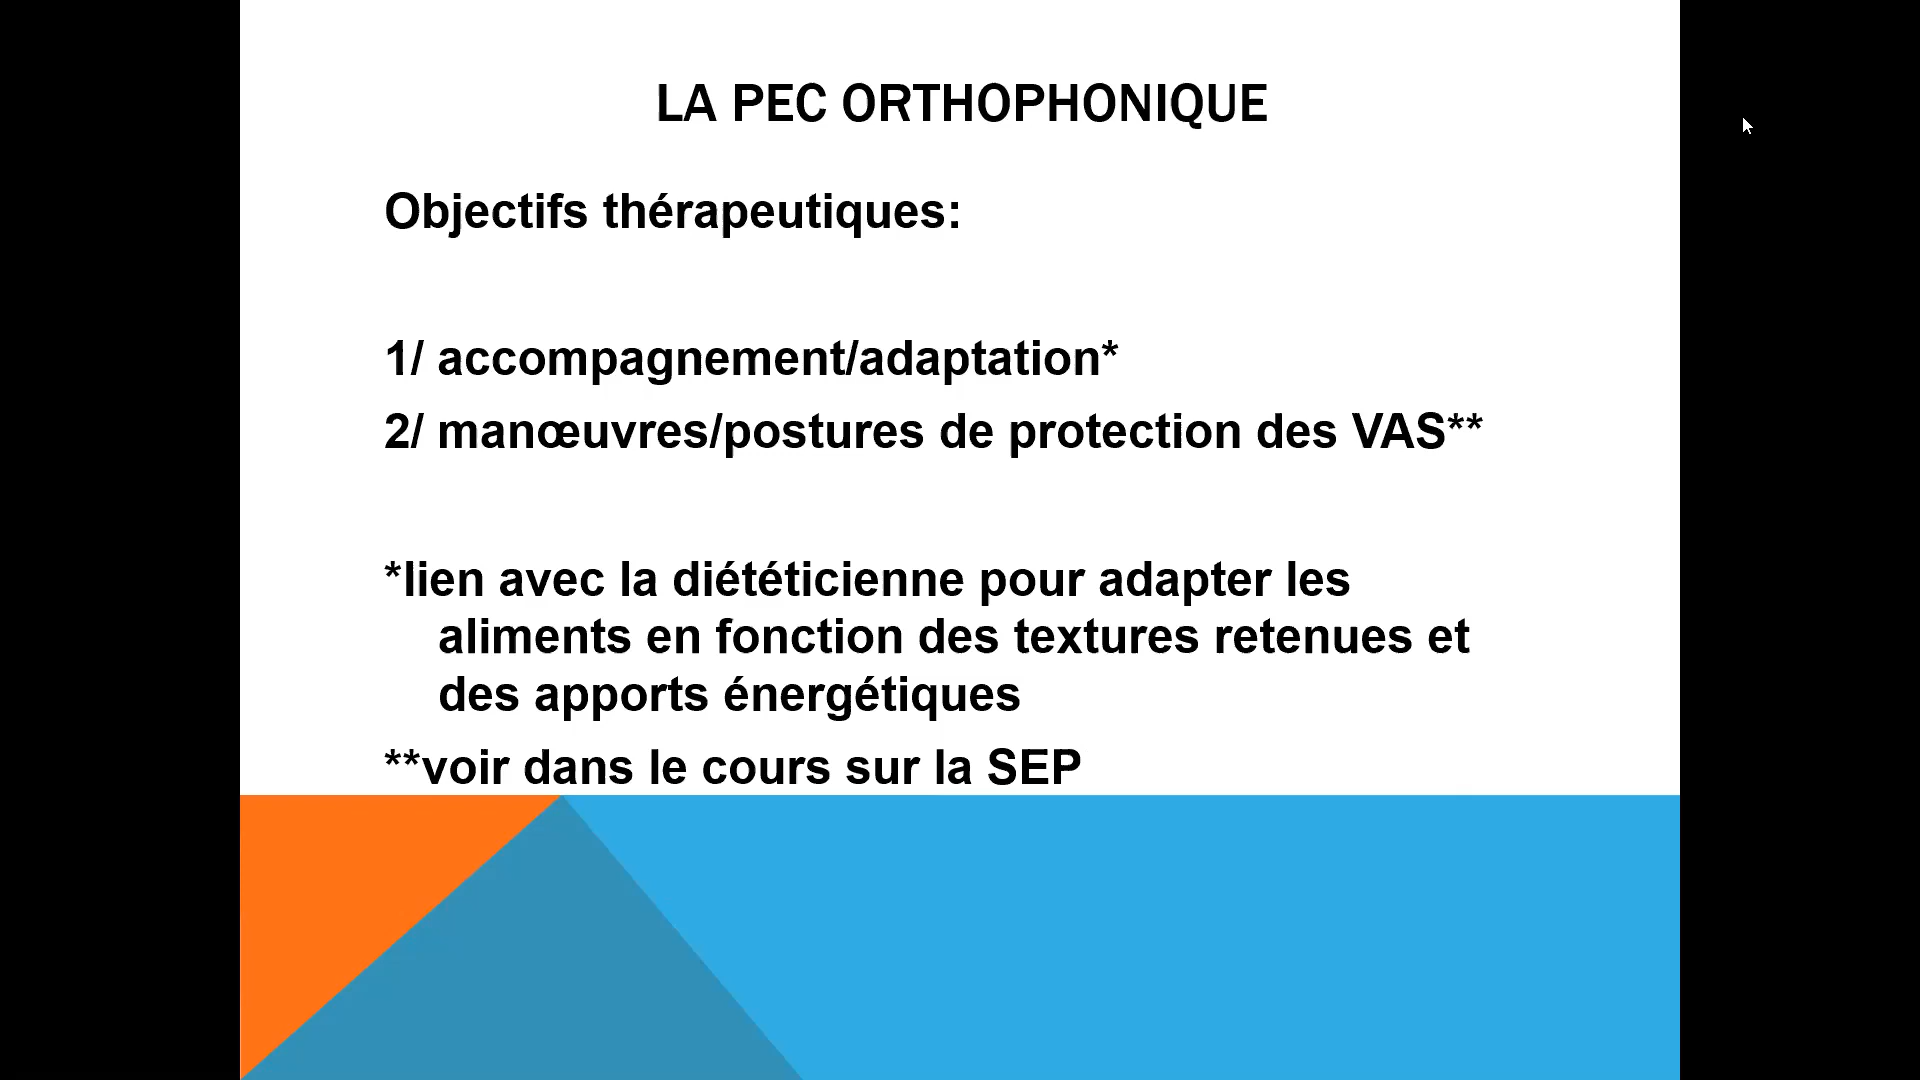 LA PEC ORTHOPHONIQUE
Objectifs thérapeutiques:
1/ accompagnement/adaptation*
2/ manœuvres/postures de protection des VAS**
*lien avec la diététicienne pour adapter les
aliments en fonction des textures retenues et
des apports énergétiques
**voir dans le cours sur la SEP